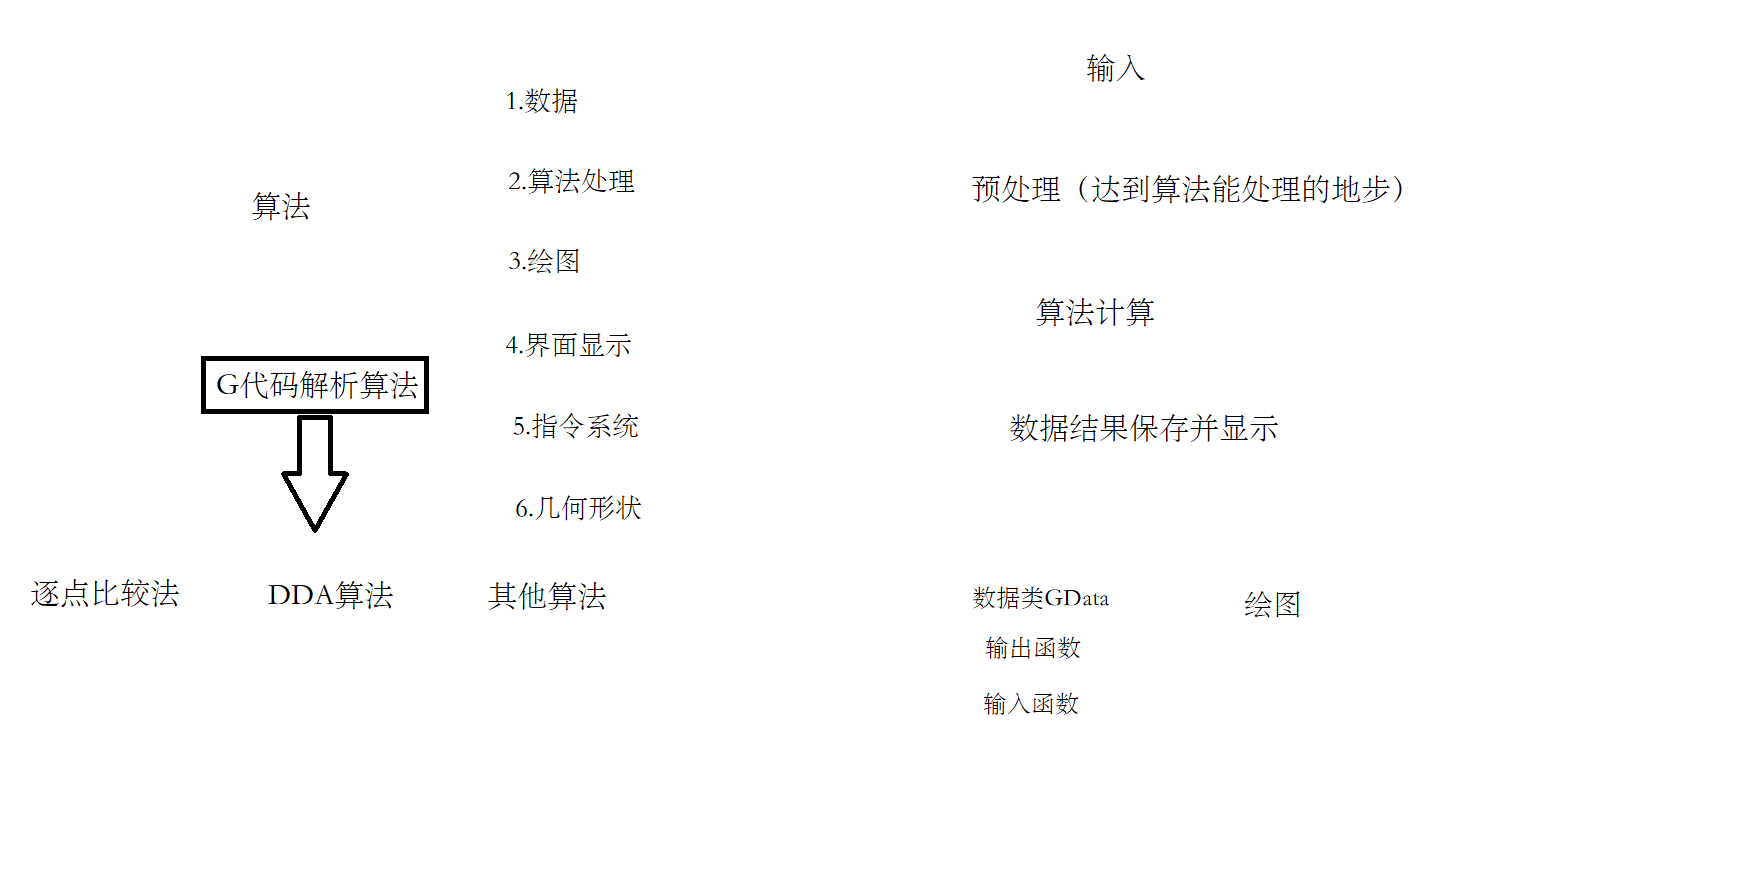 算法
G代码解析算法
逐点比较法
DDA算法
其他算法
1.数据
2.算法处理
3.绘图
4.界面显示
5.指令系统
6.几何形状
输入
预处理（达到算法能处理的地步）
算法计算
数据结果保存并显示
数据类GData
输出函数
输入函数
绘图